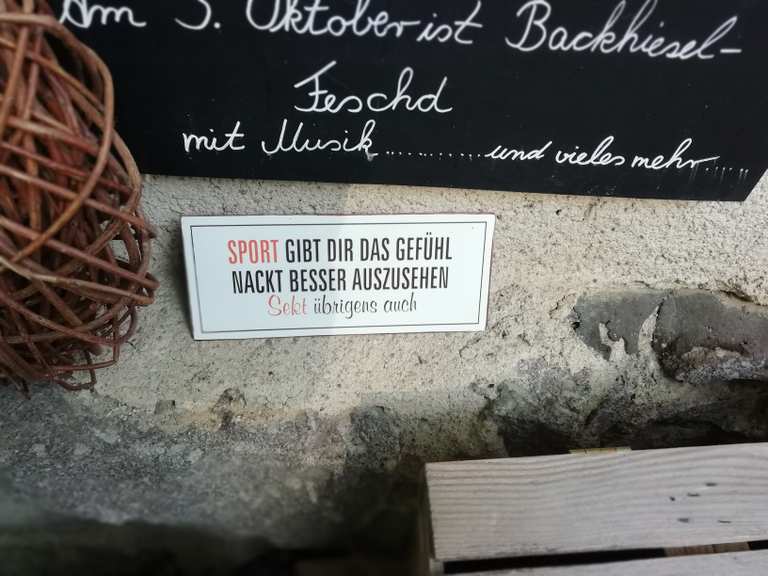 Am 3. Oktober ist Backhiesel-
Feschd
mit Musik..........und vieles mehr......
SPORT GIBT DIR DAS GEFÜHL
NACKT BESSER AUSZUSEHEN
Sekt übrigens auch